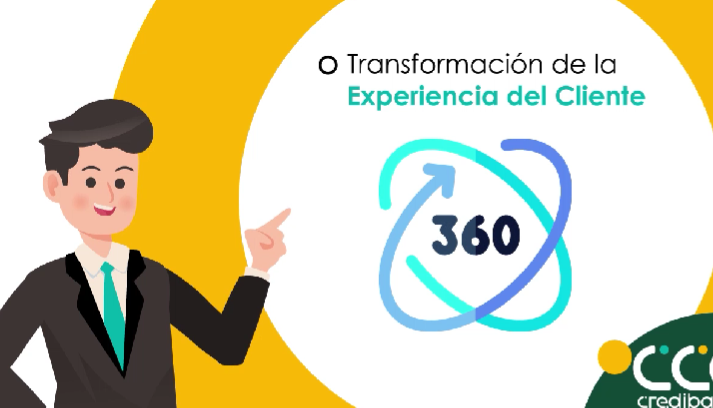 Transformación de la
Experiencia del Cliente
360